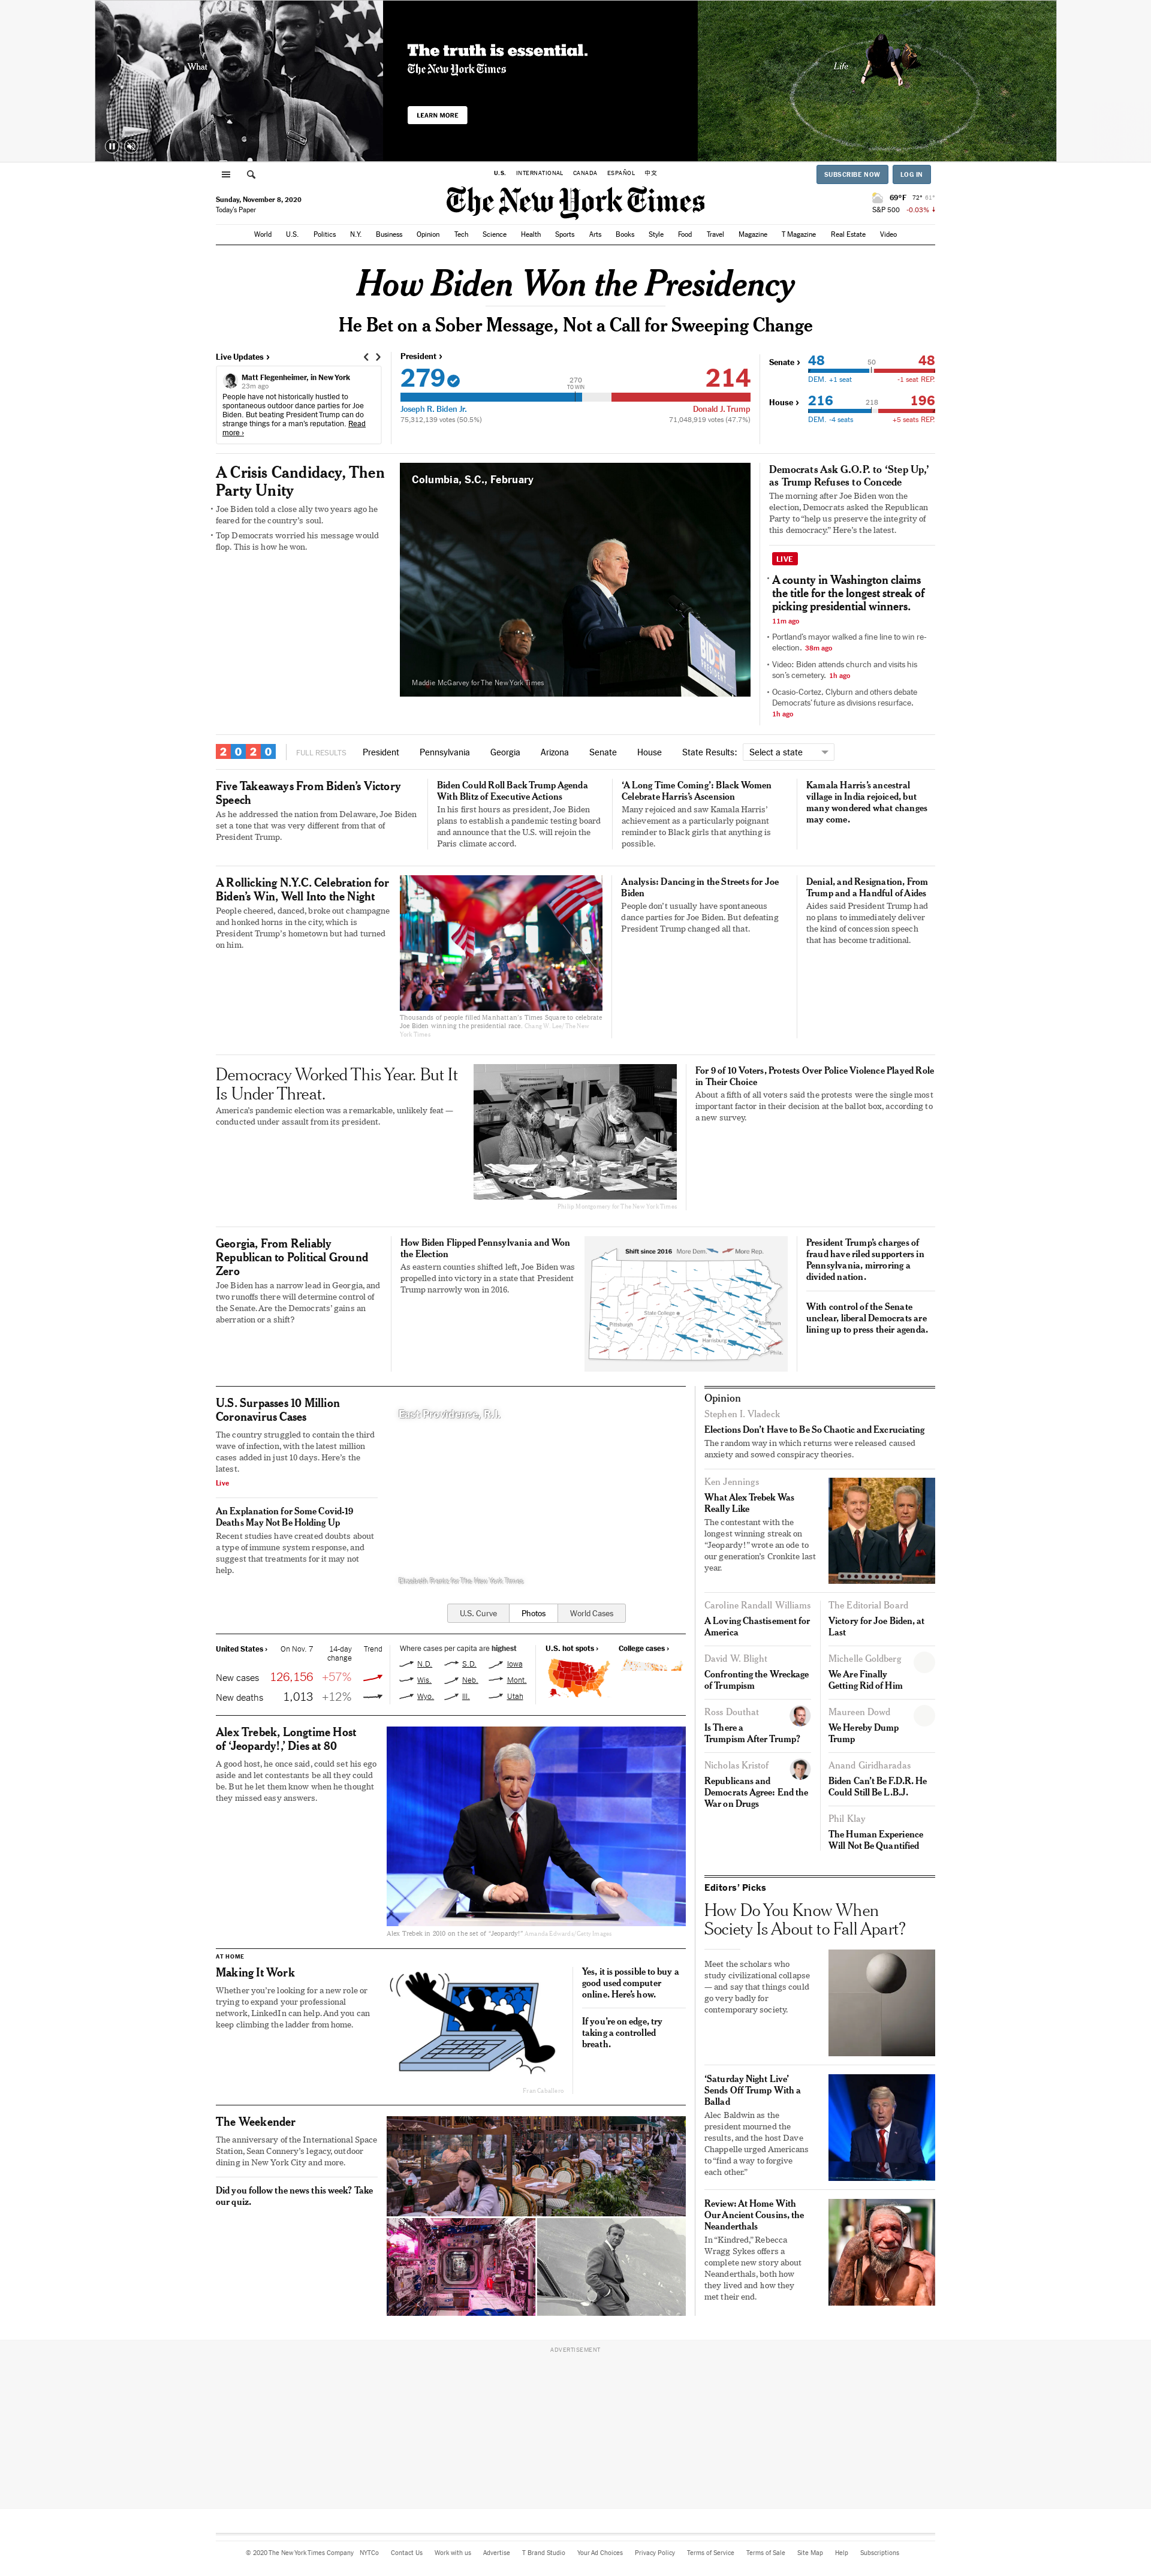 VOTE
What
The truth is essential.
The New York Times
LEARN MORE
Life
U.S. INTERNATIONAL CANADA ESPAÑOL 中文
SUBSCRIBE NOW LOG IN
Sunday, November 8, 2020
Today's Paper
The New York Times
69°F 72° 61°
S&P 500 -0.03% ↓
World U.S. Politics N.Y. Business Opinion Tech Science Health Sports Arts Books Style Food Travel Magazine T Magazine Real Estate Video
How Biden Won the Presidency
He Bet on a Sober Message, Not a Call for Sweeping Change
Live Updates ›
Matt Flegenheimer, in New York
23m ago
People have not historically hustled to
spontaneous outdoor dance parties for Joe
Biden. But beating President Trump can do
strange things for a man's reputation. Read
more ›
President ›
279 270 214
TO WIN
Joseph R. Biden Jr. Donald J. Trump
75,312,139 votes (50.5%) 71,048,919 votes (47.7%)
Senate › 48 50 48
DEM. +1 seat -1 seat REP.
House › 216 218 196
DEM. -4 seats +5 seats REP.
A Crisis Candidacy, Then
Party Unity
• Joe Biden told a close ally two years ago he
feared for the country's soul.
• Top Democrats worried his message would
flop. This is how he won.
Columbia, S.C., February
BIDEN
PRESIDENT
Maddie McGarvey for The New York Times
Democrats Ask G.O.P. to ‘Step Up,’
as Trump Refuses to Concede
The morning after Joe Biden won the
election, Democrats asked the Republican
Party to “help us preserve the integrity of
this democracy.” Here's the latest.
LIVE
• A county in Washington claims
the title for the longest streak of
picking presidential winners.
11m ago
• Portland's mayor walked a fine line to win re-
election. 38m ago
• Video: Biden attends church and visits his
son's cemetery. 1h ago
• Ocasio-Cortez, Clyburn and others debate
Democrats' future as divisions resurface.
1h ago
2020 FULL RESULTS President Pennsylvania Georgia Arizona Senate House State Results: Select a state
Five Takeaways From Biden's Victory
Speech
As he addressed the nation from Delaware, Joe Biden
set a tone that was very different from that of
President Trump.
Biden Could Roll Back Trump Agenda
With Blitz of Executive Actions
In his first hours as president, Joe Biden
plans to establish a pandemic testing board
and announce that the U.S. will rejoin the
Paris climate accord.
‘A Long Time Coming’: Black Women
Celebrate Harris's Ascension
Many rejoiced and saw Kamala Harris'
achievement as a particularly poignant
reminder to Black girls that anything is
possible.
Kamala Harris's ancestral
village in India rejoiced, but
many wondered what changes
may come.
A Rollicking N.Y.C. Celebration for
Biden's Win, Well Into the Night
People cheered, danced, broke out champagne
and honked horns in the city, which is
President Trump's hometown but had turned
on him.
Thousands of people filled Manhattan's Times Square to celebrate
Joe Biden winning the presidential race. Chang W. Lee/The New
York Times
Analysis: Dancing in the Streets for Joe
Biden
People don't usually have spontaneous
dance parties for Joe Biden. But defeating
President Trump changed all that.
Denial, and Resignation, From
Trump and a Handful of Aides
Aides said President Trump had
no plans to immediately deliver
the kind of concession speech
that has become traditional.
Democracy Worked This Year. But It
Is Under Threat.
America's pandemic election was a remarkable, unlikely feat —
conducted under assault from its president.
Philip Montgomery for The New York Times
For 9 of 10 Voters, Protests Over Police Violence Played Role
in Their Choice
About a fifth of all voters said the protests were the single most
important factor in their decision at the ballot box, according to
a new survey.
Georgia, From Reliably
Republican to Political Ground
Zero
Joe Biden has a narrow lead in Georgia, and
two runoffs there will determine control of
the Senate. Are the Democrats' gains an
aberration or a shift?
How Biden Flipped Pennsylvania and Won
the Election
As eastern counties shifted left, Joe Biden was
propelled into victory in a state that President
Trump narrowly won in 2016.
Shift since 2016 More Dem. More Rep.
State College
Pittsburgh
Allentown
Harrisburg
Phila.
President Trump's charges of
fraud have riled supporters in
Pennsylvania, mirroring a
divided nation.
With control of the Senate
unclear, liberal Democrats are
lining up to press their agenda.
U.S. Surpasses 10 Million
Coronavirus Cases
The country struggled to contain the third
wave of infection, with the latest million
cases added in just 10 days. Here's the
latest.
Live
An Explanation for Some Covid-19
Deaths May Not Be Holding Up
Recent studies have created doubts about
a type of immune system response, and
suggest that treatments for it may not
help.
East Providence, R.I.
Elizabeth Frantz for The New York Times
U.S. Curve Photos World Cases
United States › On Nov. 7 14-day Trend
change
New cases 126,156 +57%
New deaths 1,013 +12%
Where cases per capita are highest
N.D. S.D. Iowa
Wis. Neb. Mont.
Wyo. Ill. Utah
U.S. hot spots › College cases ›
Alex Trebek, Longtime Host
of ‘Jeopardy!,’ Dies at 80
A good host, he once said, could set his ego
aside and let contestants be all they could
be. But he let them know when he thought
they missed easy answers.
Alex Trebek in 2010 on the set of “Jeopardy!” Amanda Edwards/Getty Images
AT HOME
Making It Work
Whether you're looking for a new role or
trying to expand your professional
network, LinkedIn can help. And you can
keep climbing the ladder from home.
Fran Caballero
Yes, it is possible to buy a
good used computer
online. Here's how.
If you're on edge, try
taking a controlled
breath.
The Weekender
The anniversary of the International Space
Station, Sean Connery's legacy, outdoor
dining in New York City and more.
Did you follow the news this week? Take
our quiz.
Opinion
Stephen I. Vladeck
Elections Don't Have to Be So Chaotic and Excruciating
The random way in which returns were released caused
anxiety and sowed conspiracy theories.
Ken Jennings
What Alex Trebek Was
Really Like
The contestant with the
longest winning streak on
“Jeopardy!” wrote an ode to
our generation's Cronkite last
year.
Caroline Randall Williams
A Loving Chastisement for
America
David W. Blight
Confronting the Wreckage
of Trumpism
Ross Douthat
Is There a
Trumpism After Trump?
Nicholas Kristof
Republicans and
Democrats Agree: End the
War on Drugs
The Editorial Board
Victory for Joe Biden, at
Last
Michelle Goldberg
We Are Finally
Getting Rid of Him
Maureen Dowd
We Hereby Dump
Trump
Anand Giridharadas
Biden Can't Be F.D.R. He
Could Still Be L.B.J.
Phil Klay
The Human Experience
Will Not Be Quantified
Editors' Picks
How Do You Know When
Society Is About to Fall Apart?
Meet the scholars who
study civilizational collapse
— and say that things could
go very badly for
contemporary society.
‘Saturday Night Live’
Sends Off Trump With a
Ballad
Alec Baldwin as the
president mourned the
results, and the host Dave
Chappelle urged Americans
to “find a way to forgive
each other.”
Review: At Home With
Our Ancient Cousins, the
Neanderthals
In “Kindred,” Rebecca
Wragg Sykes offers a
complete new story about
Neanderthals, both how
they lived and how they
met their end.
ADVERTISEMENT
© 2020 The New York Times Company NYTCo Contact Us Work with us Advertise T Brand Studio Your Ad Choices Privacy Policy Terms of Service Terms of Sale Site Map Help Subscriptions